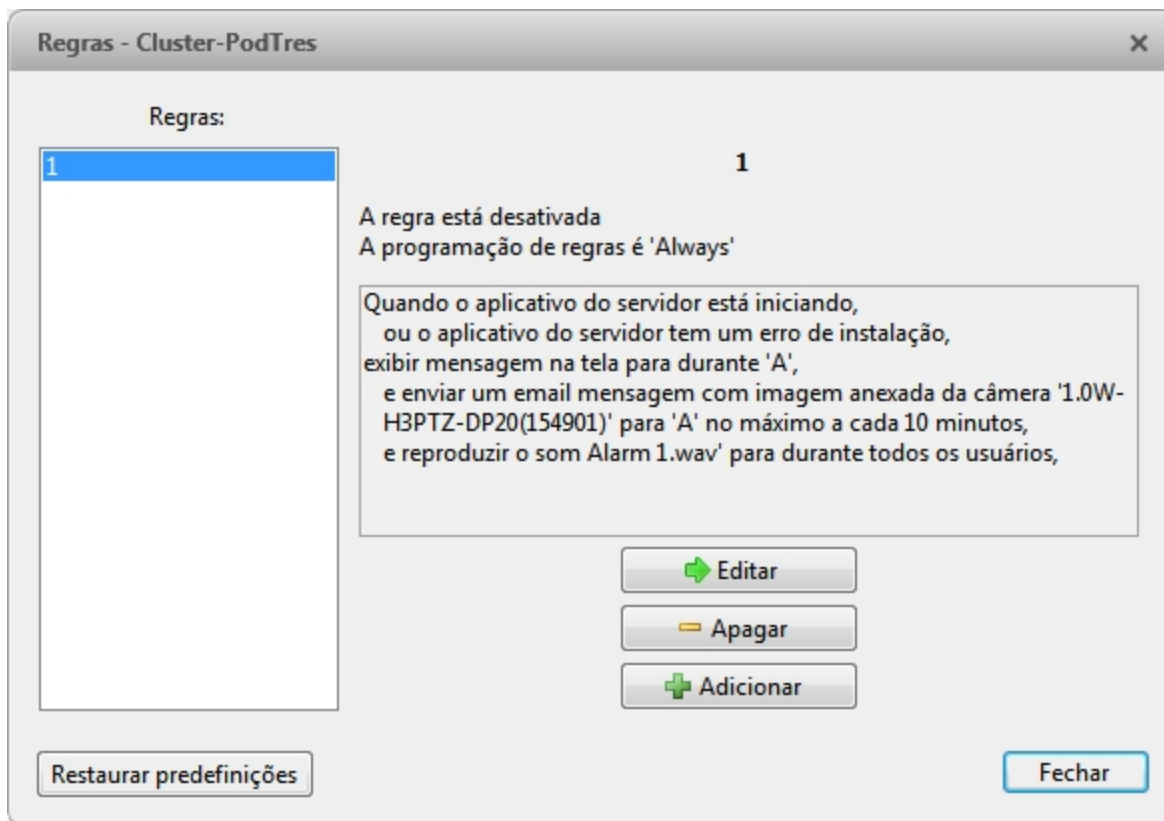 Regras - Cluster-PodTres
Regras:
1
1
A regra está desativada
A programação de regras é 'Always'
Quando o aplicativo do servidor está iniciando,
ou o aplicativo do servidor tem um erro de instalação,
exibir mensagem na tela para durante 'A',
e enviar um email mensagem com imagem anexada da câmera '1.0W-
H3PTZ-DP20(154901)' para 'A' no máximo a cada 10 minutos,
e reproduzir o som Alarm 1.wav' para durante todos os usuários,
Editar
Apagar
Adicionar
Restaurar predefinições
Fechar